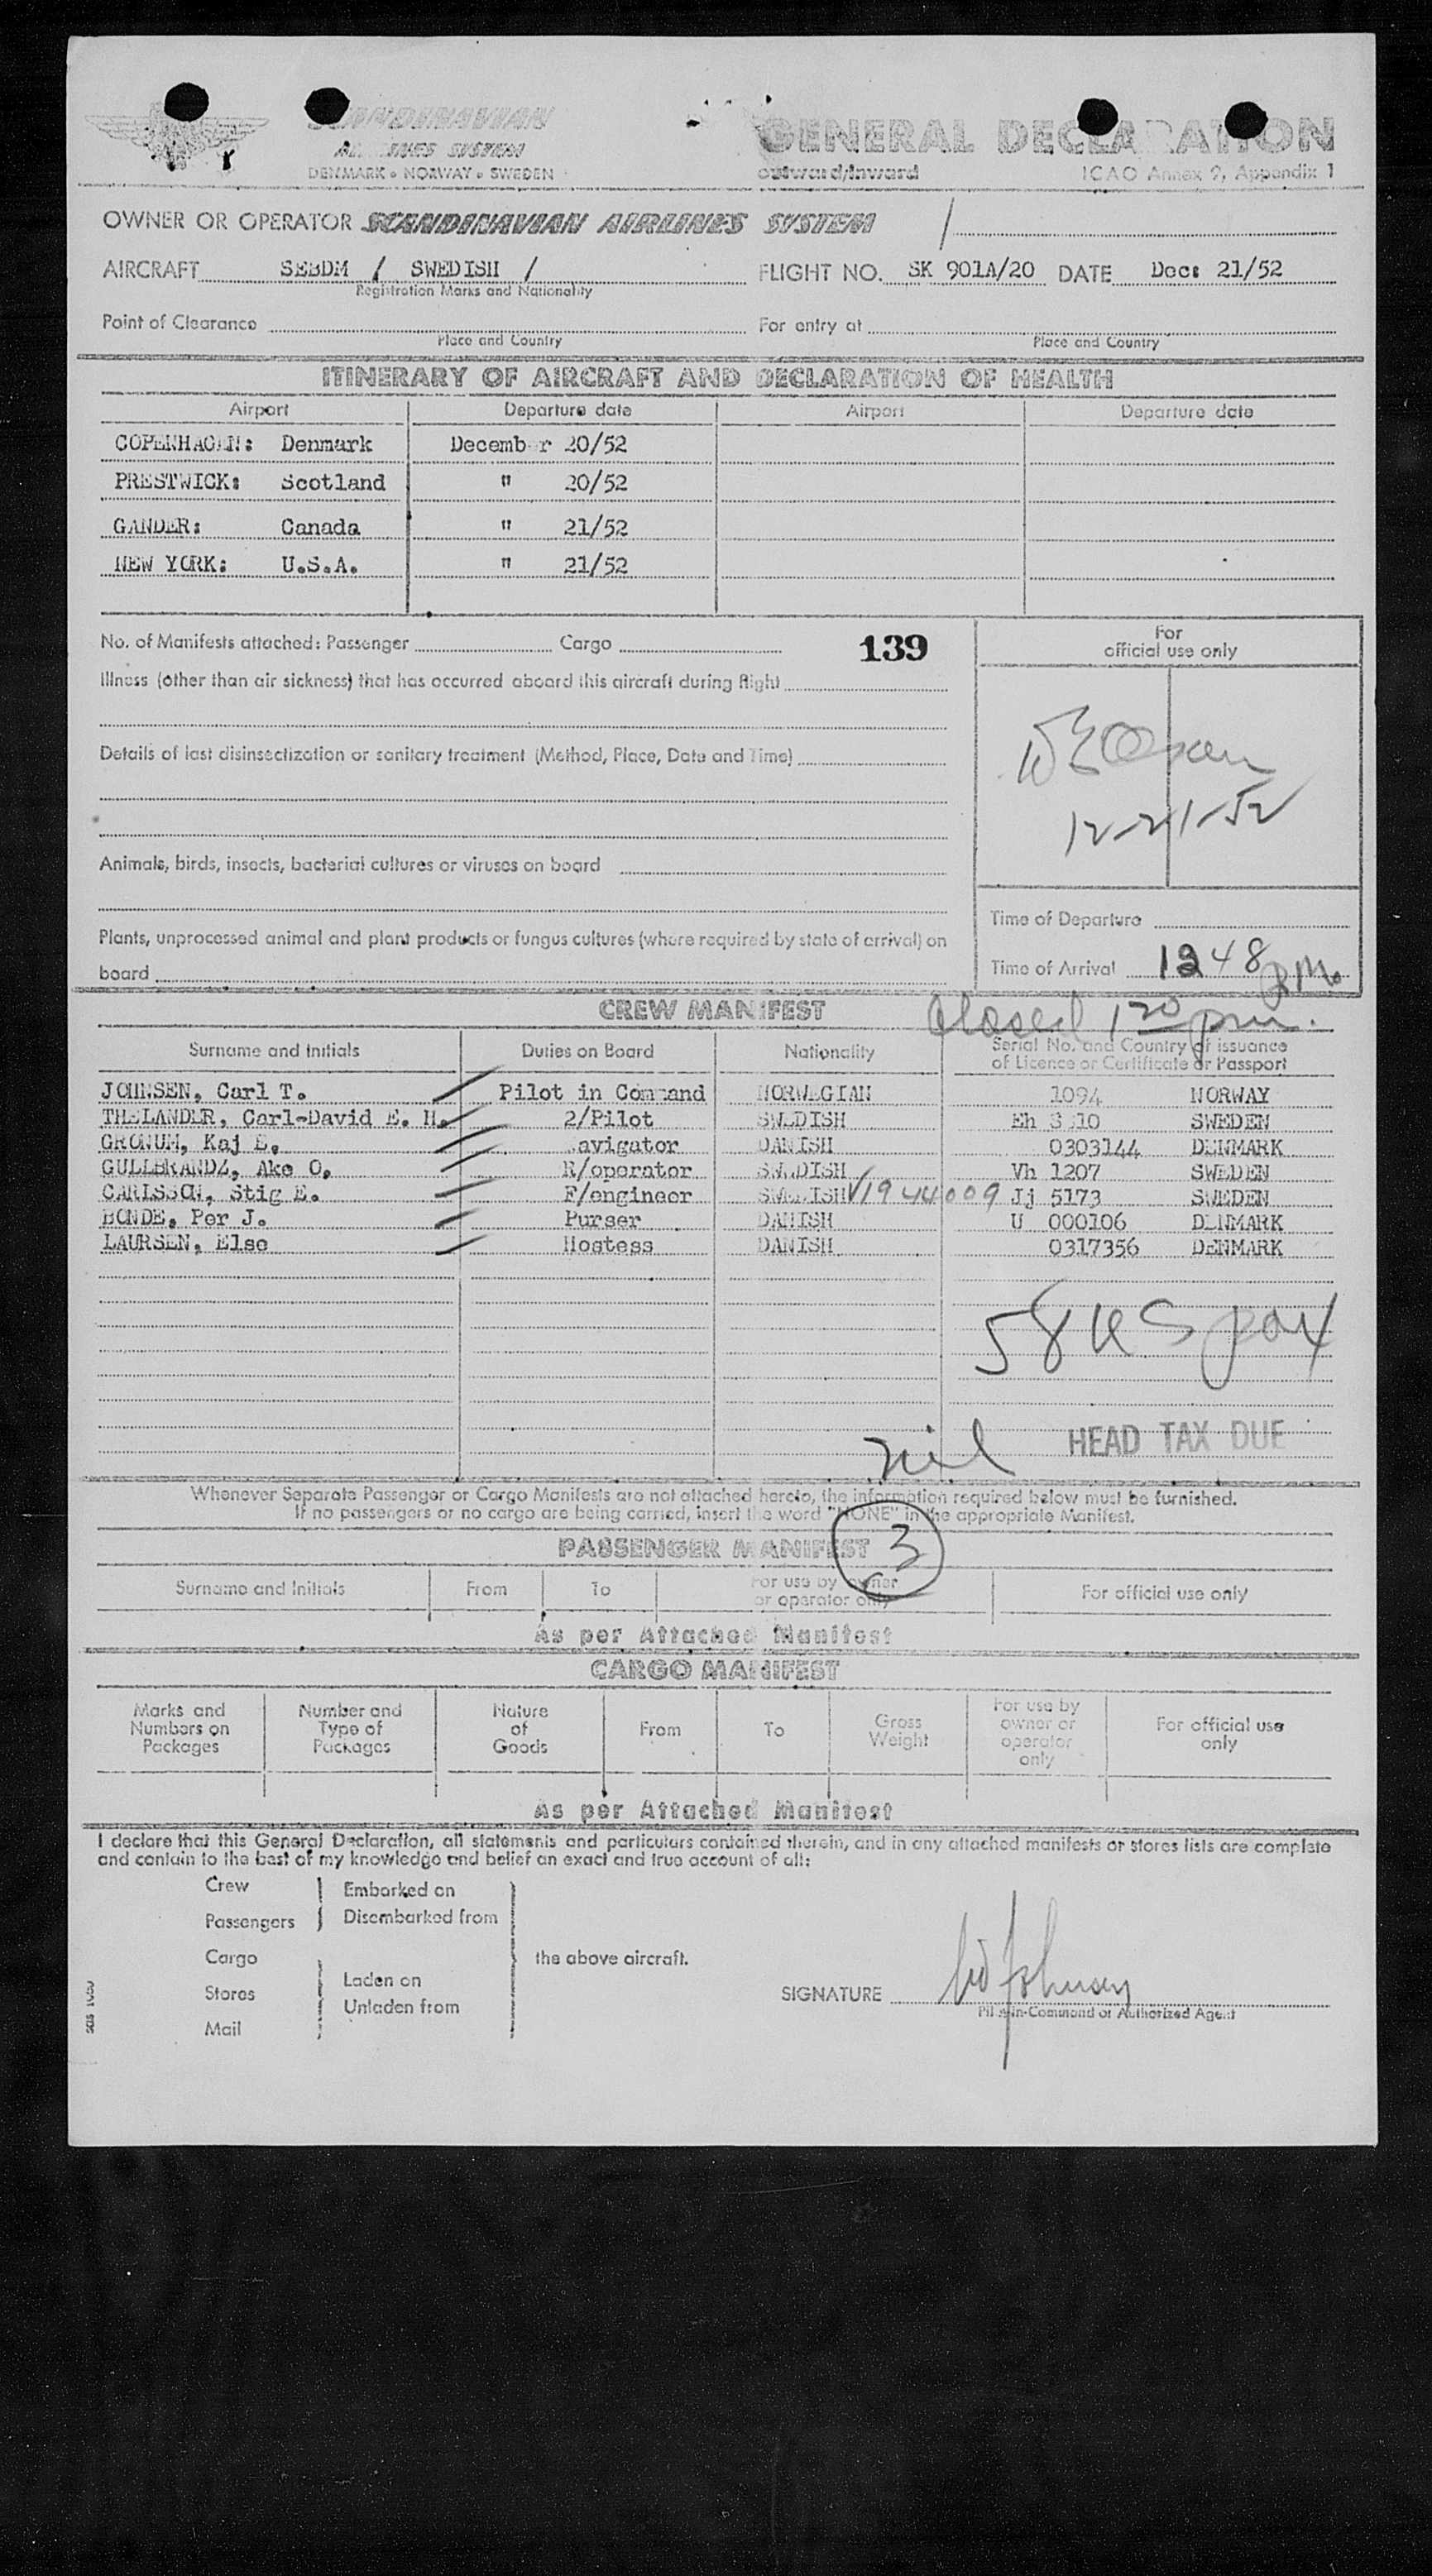 SCANDINAVIAN
SYSTEM
DENMARK • NORWAY • SWEDEN
GENERAL DECLARATION
outward/inward
ICAO Annex 9, Appendix 1
OWNER OR OPERATOR SCANDINAVIAN AIRLINES SYSTEM /
AIRCRAFT SEBDM / SWEDISH / FLIGHT NO. SK 901A/20 DATE Dec: 21/52
Registration Marks and Nationality
Point of Clearance For entry at
Place and Country Place and Country
ITINERARY OF AIRCRAFT AND DECLARATION OF HEALTH
Airport Departure date Airport Departure date
COPENHAGEN: Denmark December 20/52
PRESTWICK: Scotland " 20/52
GANDER: Canada " 21/52
NEW YORK: U.S.A. " 21/52
No. of Manifests attached: Passenger Cargo 139
For
official use only
Illness (other than air sickness) that has occurred aboard this aircraft during flight
Details of last disinsectization or sanitary treatment (Method, Place, Date and Time)
12-21-52
Animals, birds, insects, bacterial cultures or viruses on board
Time of Departure
Plants, unprocessed animal and plant products or fungus cultures (where required by state of arrival) on
board
Time of Arrival 1248 PM.
CREW MANIFEST
Closed 120 pm.
Surname and Initials Duties on Board Nationality Serial No. and Country of issuance
of Licence or Certificate or Passport
JOHNSEN, Carl T. Pilot in Command NORWEGIAN 1094 NORWAY
THELANDER, Carl-David E. H. 2/Pilot SWEDISH Eh SWEDEN
GRONUM, Kaj E. avigator DANISH 0303144 DENMARK
GULLBRANDZ, Ake O. R/operator SWEDISH Vh 1207 SWEDEN
CARLSSON, Stig E. F/engineer SWEDISH V1944009 Jj 5173 SWEDEN
BONDE, Per J. Purser DANISH U 000106 DENMARK
LAURSEN, Else Hostess DANISH 0317356 DENMARK
58 US pax
nil HEAD TAX DUE
Whenever Separate Passenger or Cargo Manifests are not attached hereto, the information required below must be furnished.
If no passengers or no cargo are being carried, insert the word "NONE" in the appropriate Manifest.
PASSENGER MANIFEST 3
Surname and Initials From To For use by owner
or operator only For official use only
As per Attached Manifest
CARGO MANIFEST
Marks and
Numbers on
Packages
Number and
Type of
Packages
Nature
of
Goods
From
To
Gross
Weight
For use by
owner or
operator
only
For official use
only
As per Attached Manifest
I declare that this General Declaration, all statements and particulars contained therein, and in any attached manifests or stores lists are complete
and contain to the best of my knowledge and belief an exact and true account of all:
Crew Embarked on
Passengers Disembarked from
Cargo the above aircraft.
Laden on
Stores
Unladen from
Mail
SIGNATURE
Pilot-in-Command or Authorized Agent